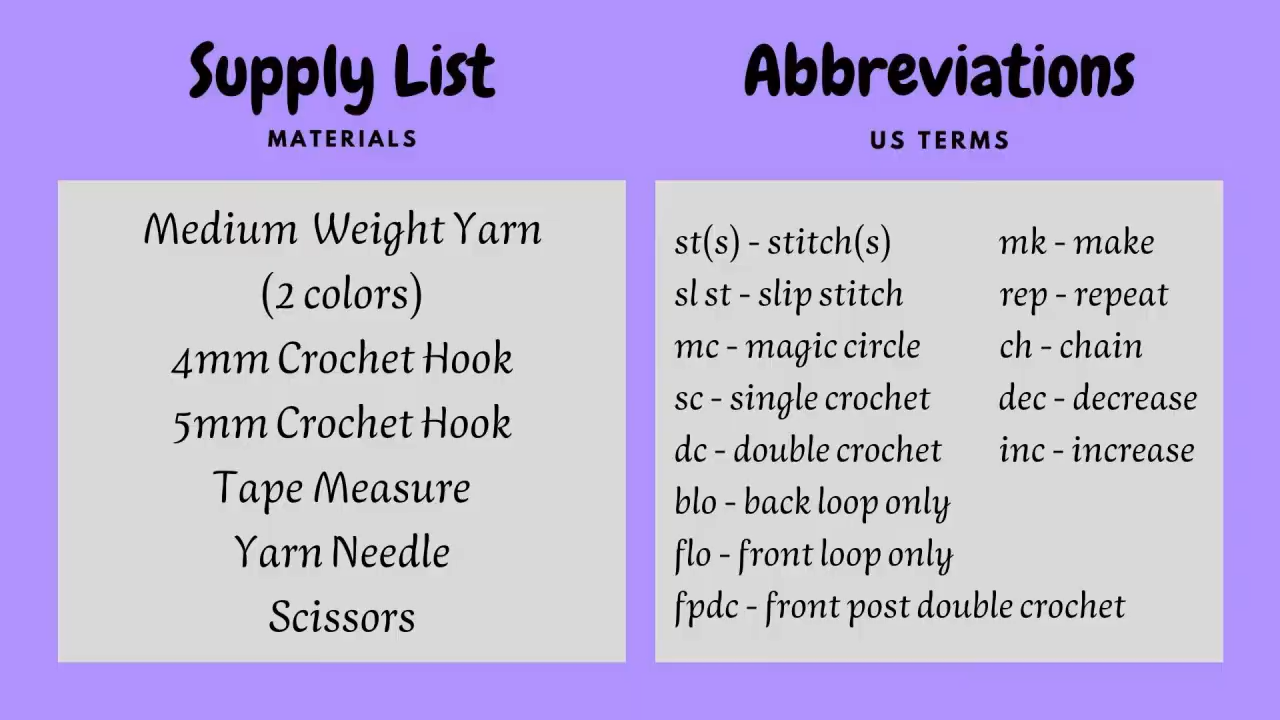 Supply List
MATERIALS
Medium Weight Yarn
(2 colors)
4mm Crochet Hook
5mm Crochet Hook
Tape Measure
Yarn Needle
Scissors
Abbreviations
US TERMS
st(s) - stitch(s)
sl st - slip stitch
mc - magic circle
sc - single crochet
dc - double crochet
blo - back loop only
flo - front loop only
fpdc - front post double crochet
mk - make
rep - repeat
ch - chain
dec - decrease
inc - increase